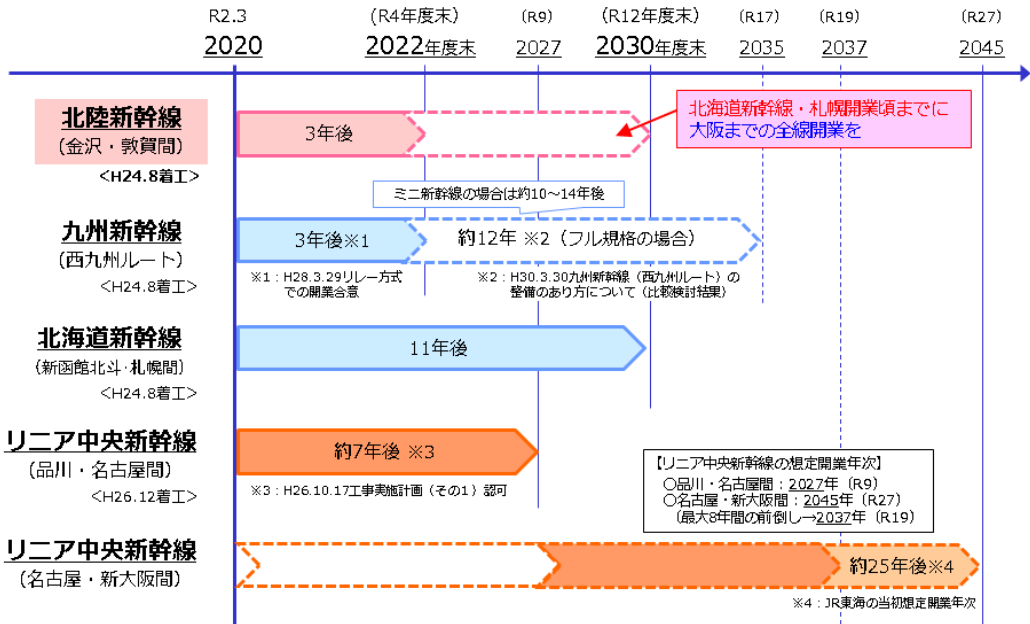 R2.3
(R4年度末)
(R9)
(R12年度末)
(R17)
(R19)
(R27)
2020
2022年度末
2027
2030年度末
2035
2037
2045
北陸新幹線
(金沢・敦賀間)
<H24.8着工>
3年後
北海道新幹線・札幌開業頃までに
大阪までの全線開業を
ミニ新幹線の場合は約10～14年後
九州新幹線
(西九州ルート)
<H24.8着工>
3年後※1
約12年 ※2（フル規格の場合）
※1：H28.3.29リレー方式
での開業合意
※2：H30.3.30九州新幹線（西九州ルート）の
整備のあり方について（比較検討結果）
北海道新幹線
(新函館北斗・札幌間)
<H24.8着工>
11年後
リニア中央新幹線
(品川・名古屋間)
<H26.12着工>
約7年後 ※3
※3：H26.10.17工事実施計画（その1）認可
【リニア中央新幹線の想定開業年次】
○品川・名古屋間：2027年（R9）
○名古屋・新大阪間：2045年（R27）
（最大8年間の前倒し→2037年（R19）
リニア中央新幹線
(名古屋・新大阪間)
約25年後※4
※4：JR東海の当初想定開業年次